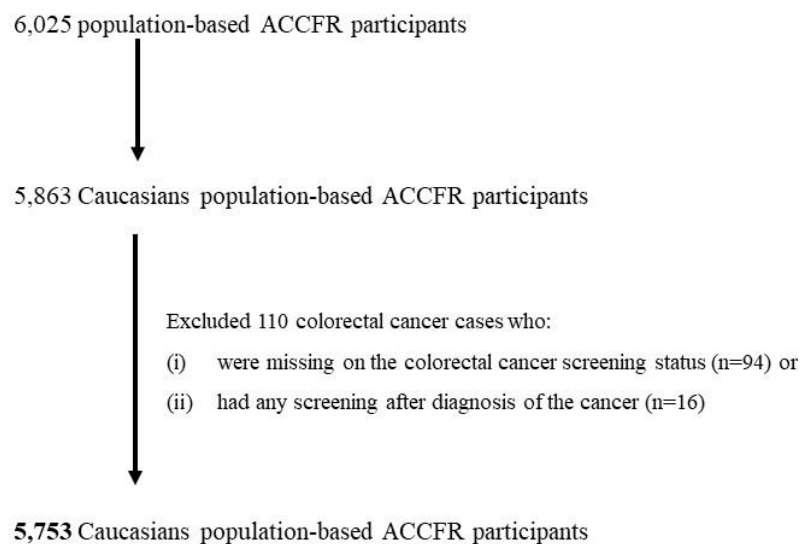 6,025 population-based ACCFR participants
5,863 Caucasians population-based ACCFR participants
Excluded 110 colorectal cancer cases who:
(i) were missing on the colorectal cancer screening status (n=94) or
(ii) had any screening after diagnosis of the cancer (n=16)
5,753 Caucasians population-based ACCFR participants